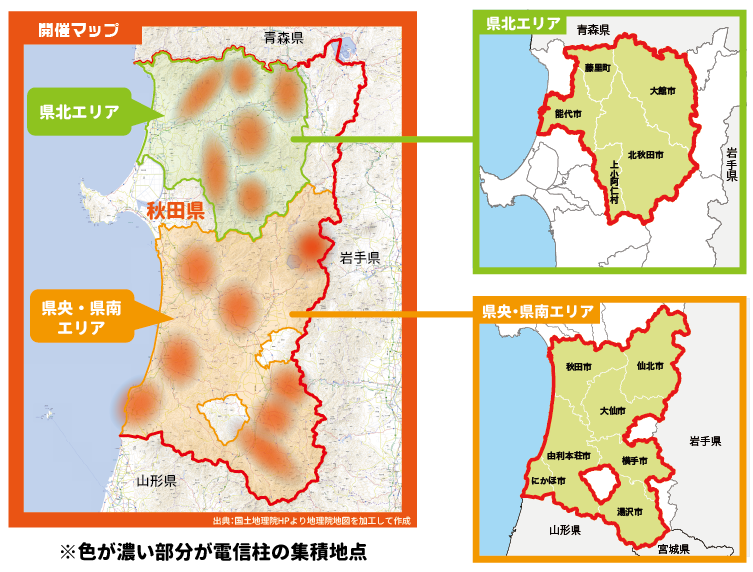 開催マップ
青森県
県北エリア
秋田県
岩手県
県央・県南
エリア
山形県
出典：国土地理院HPより地理院地図を加工して作成
※色が濃い部分が電信柱の集積地点
県北エリア
青森県
藤里町
大館市
能代市
岩手県
北秋田市
上小阿仁村
県央・県南エリア
秋田市
仙北市
大仙市
岩手県
由利本荘市
横手市
にかほ市
湯沢市
山形県
宮城県